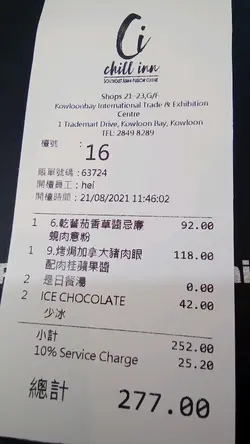 Ci
chill inn
SOUTHEAST ASIAN FUSION CUISINE
Shops 21-23,G/F
Kowloonbay International Trade & Exhibition
Centre
1 Trademart Drive, Kowloon Bay, Kowloon
TEL: 2849 8289
檯號 : 16
賬單號碼 : 63724
開檯員工 : hei
開檯時間 : 21/08/2021 11:46:02
1 6.乾蕃茄香草醬忌廉 92.00
蜆肉意粉
1 9.烤焗加拿大豬肉眼 118.00
配肉桂蘋果醬
2 是日餐湯 0.00
2 ICE CHOCOLATE 42.00
少冰
小計 252.00
10% Service Charge 25.20
總計 277.00